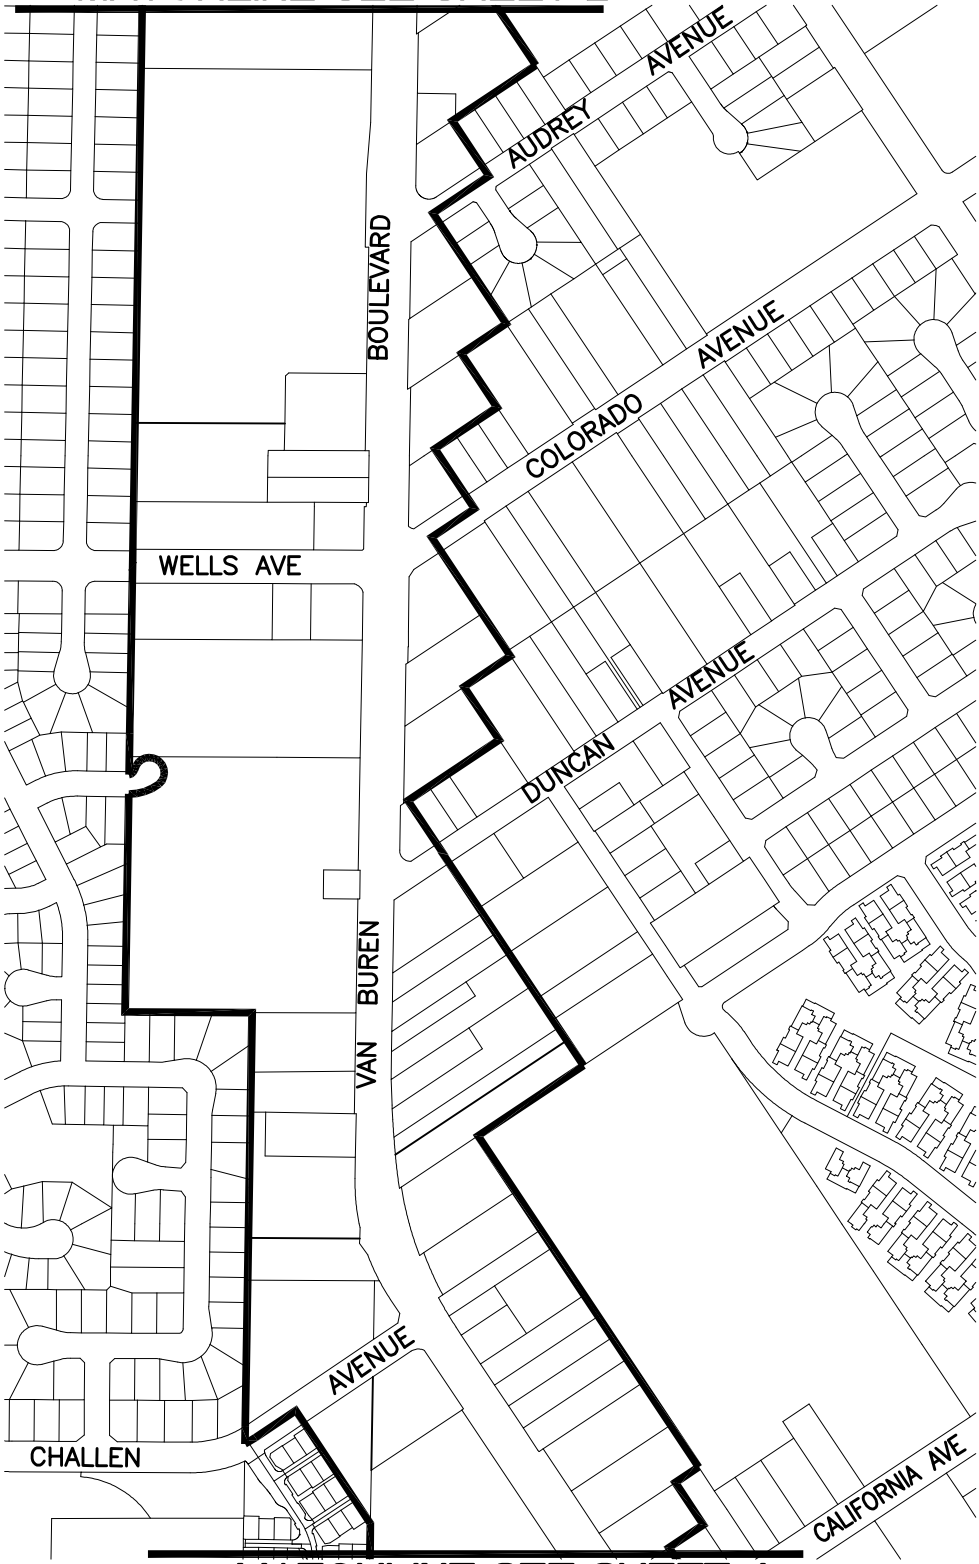 AUDREY AVENUE
BOULEVARD
COLORADO AVENUE
WELLS AVE
DUNCAN AVENUE
VAN BUREN
CHALLEN AVENUE
CALIFORNIA AVE